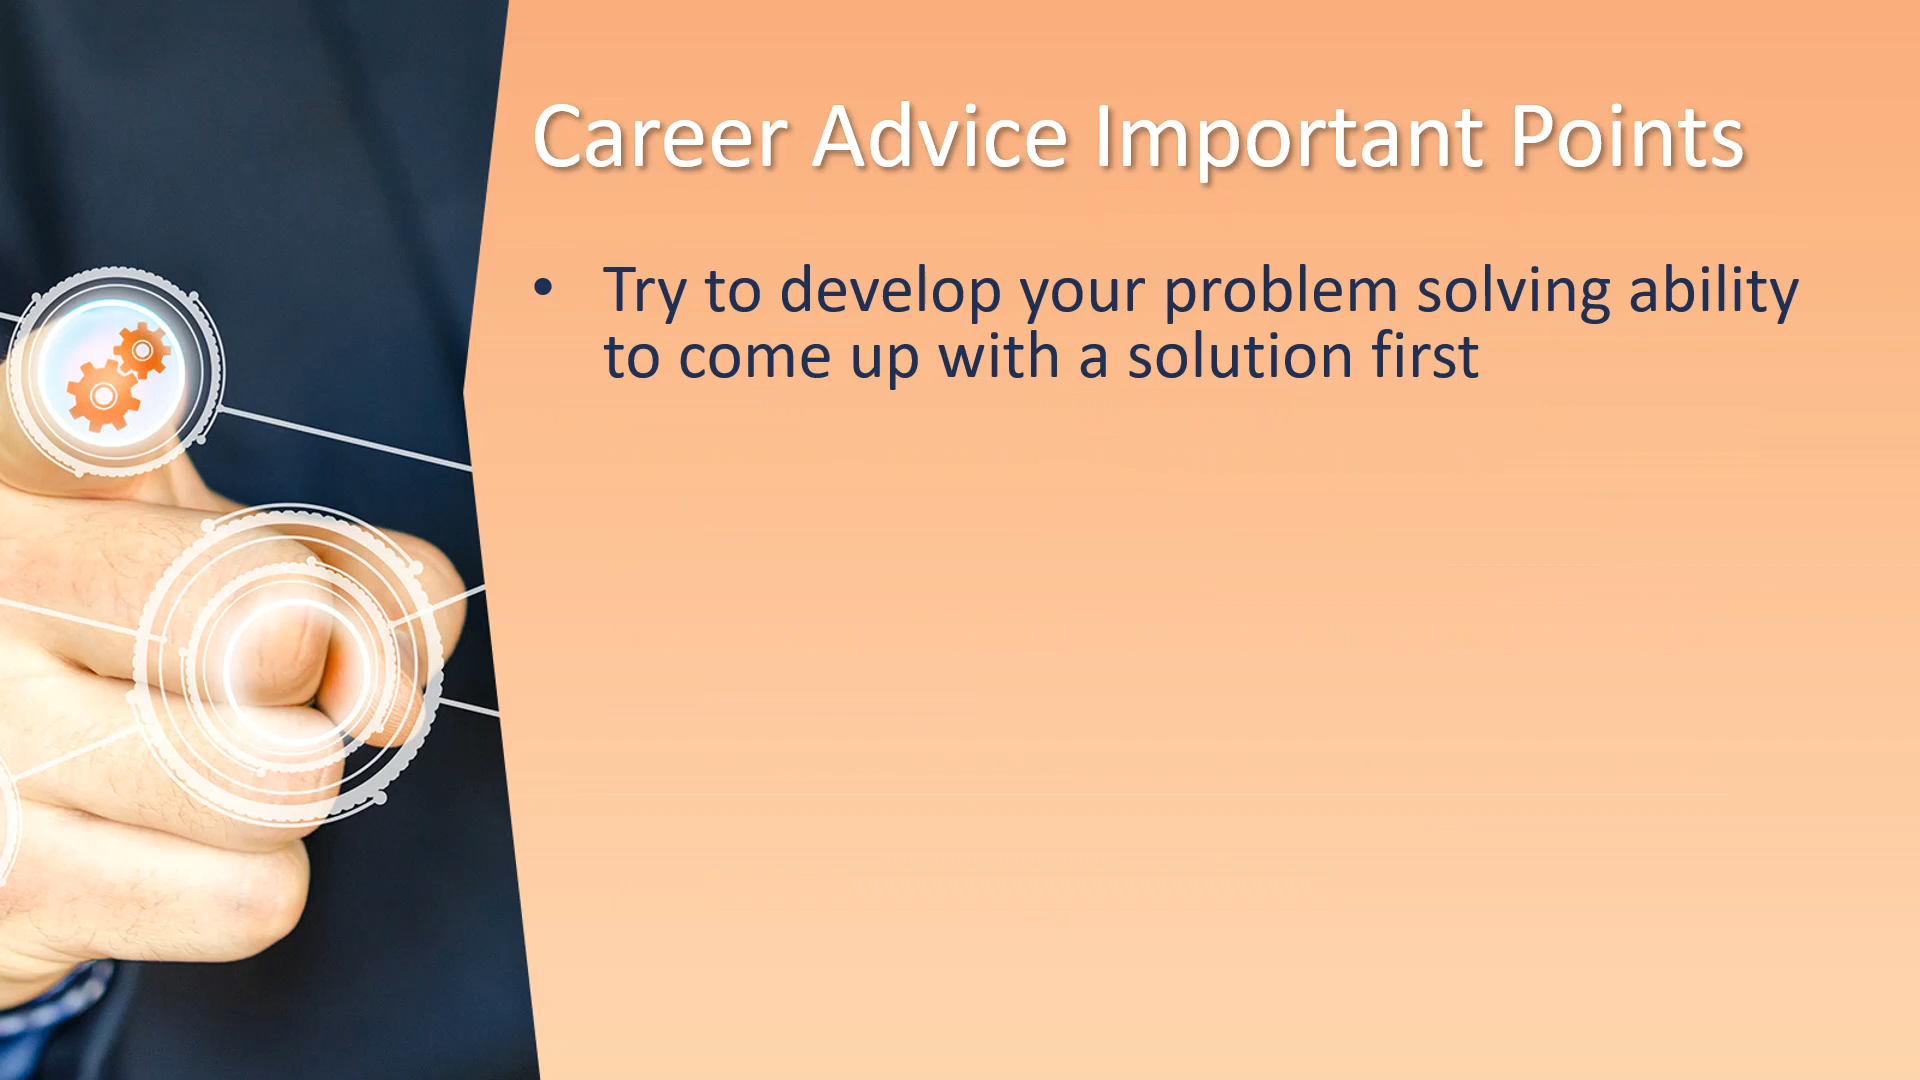 Career Advice Important Points
• Try to develop your problem solving ability
to come up with a solution first